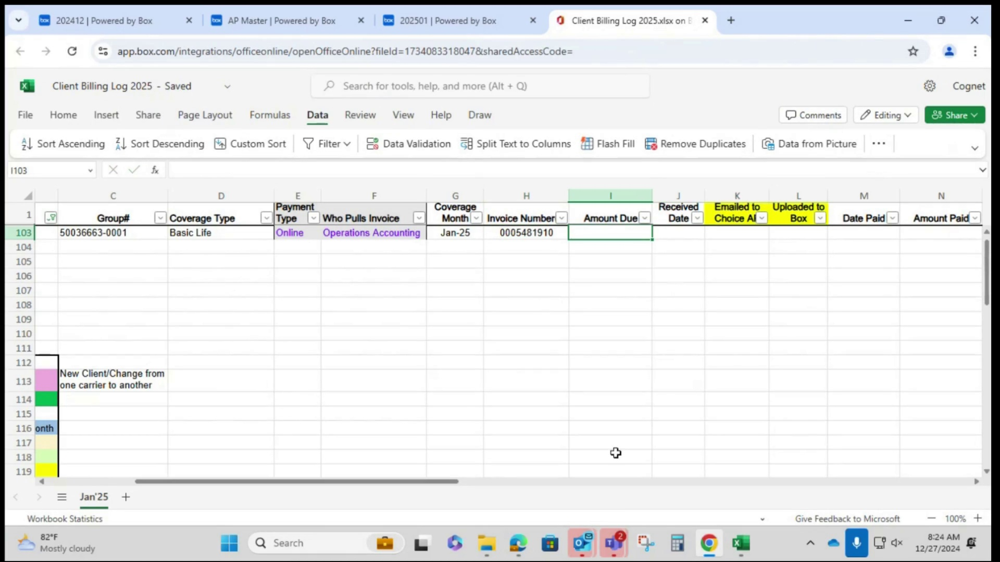 202412 | Powered by Box
AP Master | Powered by Box
202501 | Powered by Box
Client Billing Log 2025.xlsx on B
app.box.com/integrations/officeonline/openOfficeOnline?fileId=1734083318047&sharedAccessCode=
Client Billing Log 2025 - Saved
Search for tools, help, and more (Alt + Q)
Cognet
File Home Insert Share Page Layout Formulas Data Review View Help Draw
Comments Editing Share
Sort Ascending Sort Descending Custom Sort Filter Data Validation Split Text to Columns Flash Fill Remove Duplicates Data from Picture ...
I103 fx
C D E F G H I J K L M N
1 Group# Coverage Type Payment Type Who Pulls Invoice Coverage Month Invoice Number Amount Due Received Date Emailed to Choice AP Uploaded to Box Date Paid Amount Paid
103 50036663-0001 Basic Life Online Operations Accounting Jan-25 0005481910
104
105
106
107
108
109
110
111
112
113 New Client/Change from
one carrier to another
114
115
116 onth
117
118
119
Jan'25
Workbook Statistics
Give Feedback to Microsoft
100%
82°F
Mostly cloudy
Search
2
8:24 AM
12/27/2024